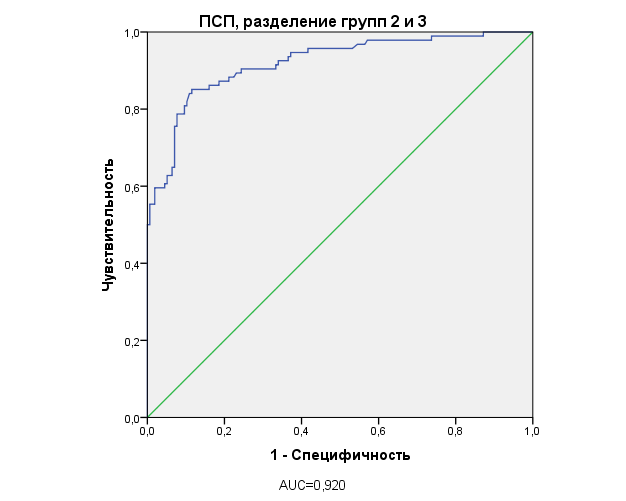 ПСП, разделение групп 2 и 3
1,0
0,8
0,6
0,4
0,2
0,0
Чувствительность
0,0 0,2 0,4 0,6 0,8 1,0
1 - Специфичность
AUC=0,920